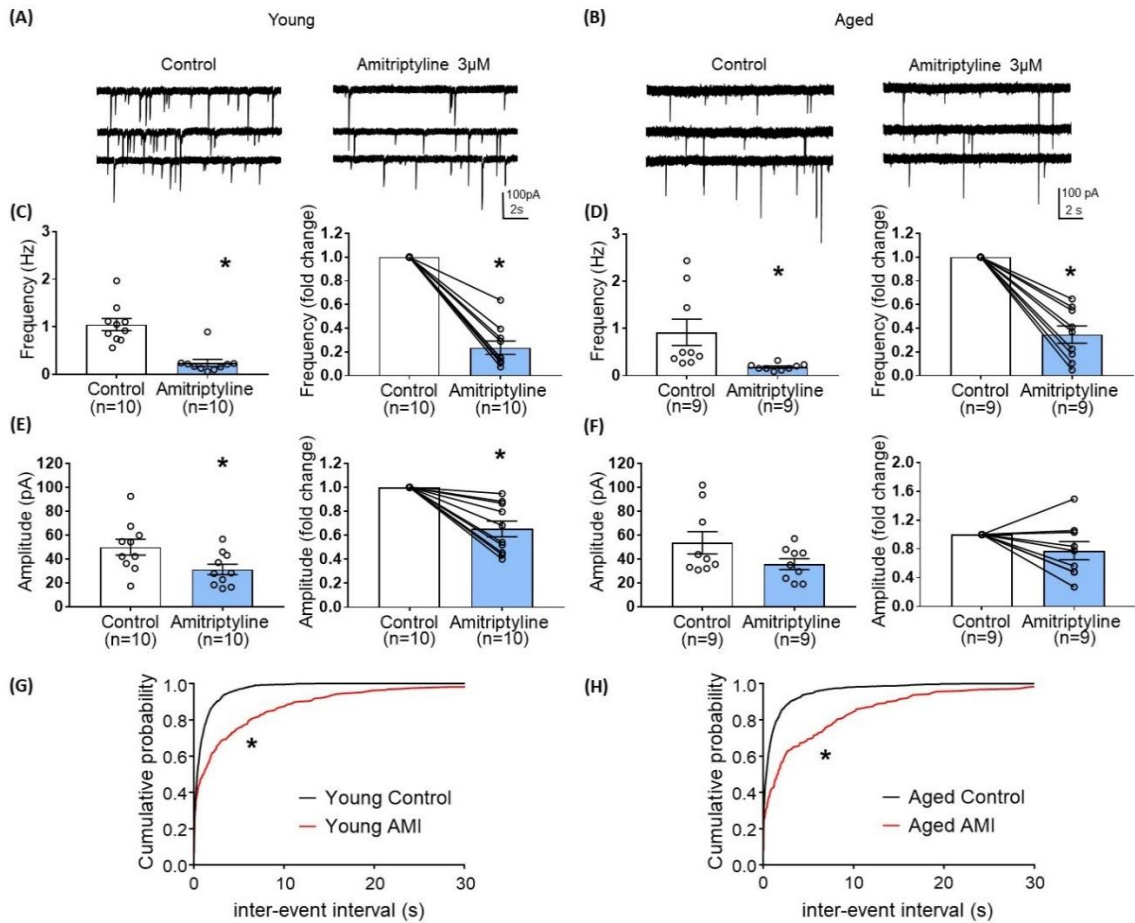 (A)
Young
Control
Amitriptyline 3µM
100pA
2s
(B)
Aged
Control
Amitriptyline 3µM
100 pA
2 s
(C)
Frequency (Hz)
2
1
0
Control
(n=10)
Amitriptyline
(n=10)
*
Frequency (fold change)
1.2
1.0
0.8
0.6
0.4
0.2
0.0
Control
(n=10)
Amitriptyline
(n=10)
*
(D)
Frequency (Hz)
3
2
1
0
Control
(n=9)
Amitriptyline
(n=9)
*
Frequency (fold change)
1.2
1.0
0.8
0.6
0.4
0.2
0.0
Control
(n=9)
Amitriptyline
(n=9)
*
(E)
Amplitude (pA)
120
100
80
60
40
20
0
Control
(n=10)
Amitriptyline
(n=10)
*
Amplitude (fold change)
1.2
1.0
0.8
0.6
0.4
0.2
0.0
Control
(n=10)
Amitriptyline
(n=10)
*
(F)
Amplitude (pA)
120
100
80
60
40
20
0
Control
(n=9)
Amitriptyline
(n=9)
Amplitude (fold change)
2.0
1.6
1.2
0.8
0.4
0.0
Control
(n=9)
Amitriptyline
(n=9)
(G)
Cumulative probability
1.0
0.8
0.6
0.4
0.2
0.0
*
Young Control
Young AMI
0
10
20
30
inter-event interval (s)
(H)
Cumulative probability
1.0
0.8
0.6
0.4
0.2
0.0
*
Aged Control
Aged AMI
0
10
20
30
inter-event interval (s)